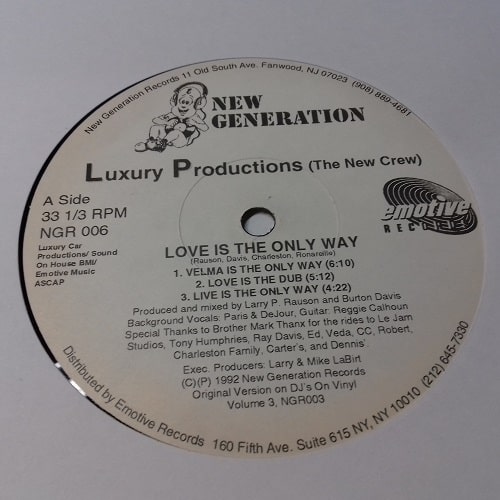 New Generation Records 11 Old South Ave. Fanwood, NJ 07023 (908) 889-4681
NEW
GENERATION
Luxury Productions (The New Crew)
A Side
33 1/3 RPM
NGR 006
Luxury Car
Productions/ Sound
On House BMI/
Emotive Music
ASCAP
emotive
RECORDS
LOVE IS THE ONLY WAY
(Rauson, Davis, Charleston, Ronarelle)
1. VELMA IS THE ONLY WAY (6:10)
2. LOVE IS THE DUB (5:12)
3. LIVE IS THE ONLY WAY (4:22)
Produced and mixed by Larry P. Rauson and Burton Davis
Background Vocals: Paris & DeJour, Guitar: Reggie Calhoun
Special Thanks to Brother Mark Thanx for the rides to Le Jam
Studios, Tony Humphries, Ray Davis, Ed, Veda, CC, Robert,
Charleston Family, Carter's, and Dennis'.
Exec. Producers: Larry & Mike LaBirt
(C)(P) 1992 New Generation Records
Original Version on DJ's On Vinyl
Volume 3, NGR003
Distributed by Emotive Records 160 Fifth Ave. Suite 615 NY, NY 10010 (212) 645-7330